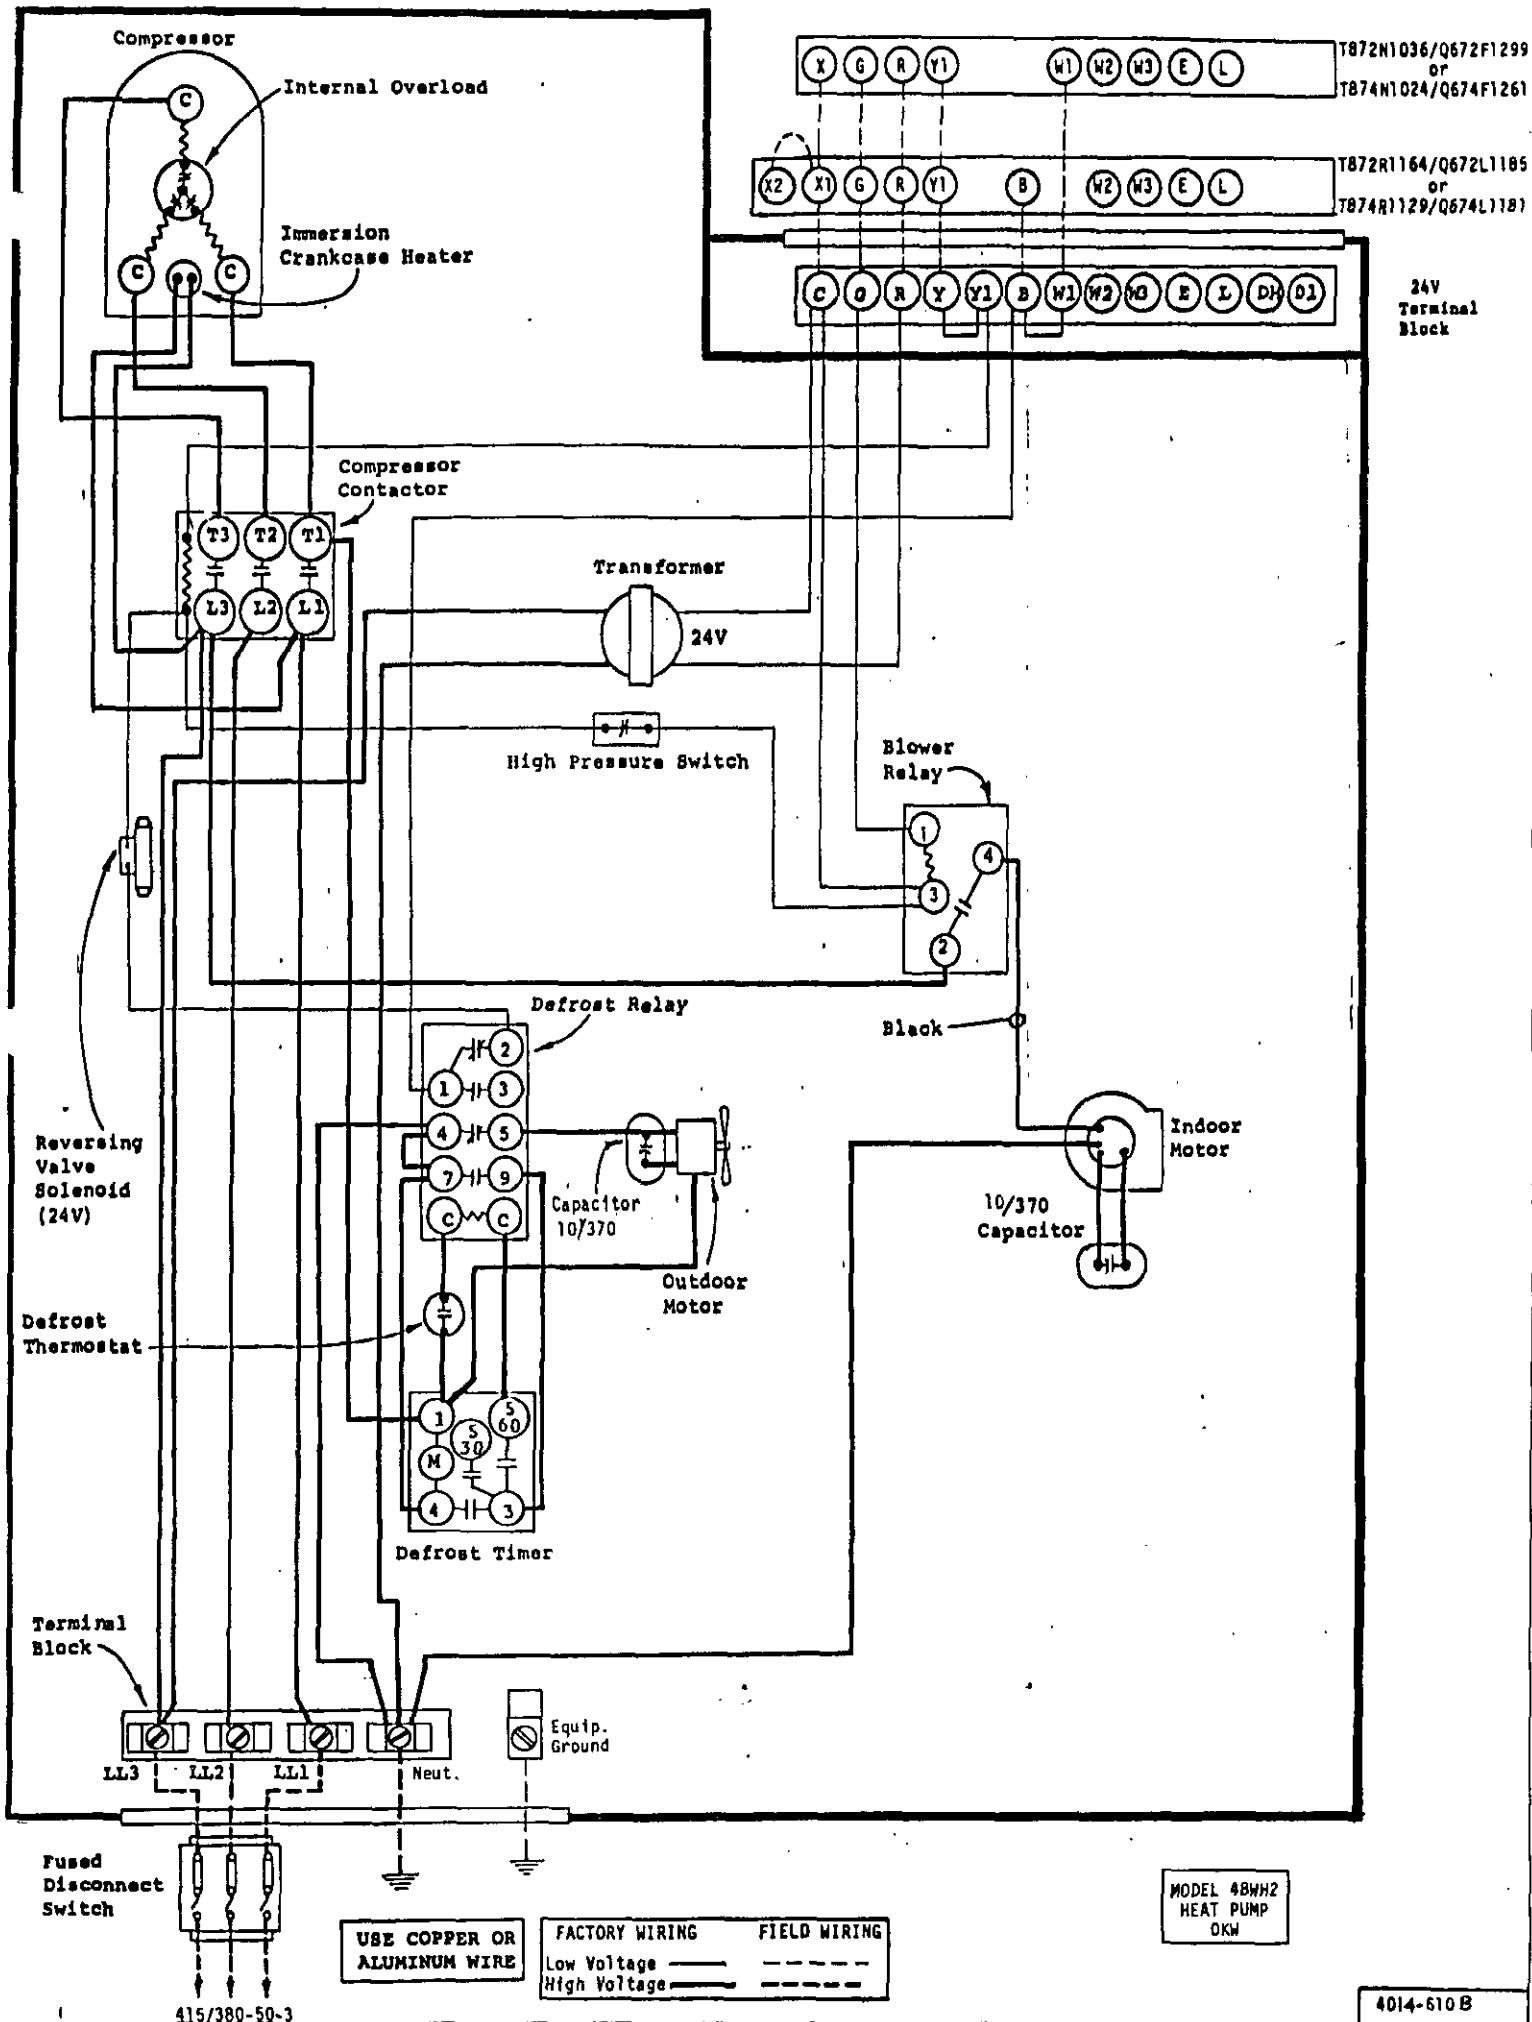 Compressor
Internal Overload
C
Immersion
Crankcase Heater
C
C
X G R Y1 W1 W2 W3 E L
T872N1036/Q672F1299
or
T874N1024/Q674F1261
X2 X1 G R Y1 B W2 W3 E L
T872R1164/Q672L1185
or
T874R1129/Q674L1181
C G R Y Y1 B W1 W2 W3 E L DH D1
24V
Terminal
Block
Compressor
Contactor
T3 T2 T1
L3 L2 L1
Transformer
24V
High Pressure Switch
Blower
Relay
1
4
3
2
Black
Defrost Relay
2
1 3
4 5
7 9
C C
Reversing
Valve
Solenoid
(24V)
Capacitor
10/370
Outdoor
Motor
Indoor
Motor
10/370
Capacitor
Defrost
Thermostat
1
S
30
S
60
M
4 3
Defrost Timer
Terminal
Block
LL3 LL2 LL1 Neut.
Equip.
Ground
Fused
Disconnect
Switch
415/380-50-3
USE COPPER OR
ALUMINUM WIRE
FACTORY WIRING FIELD WIRING
Low Voltage
High Voltage
MODEL 48WH2
HEAT PUMP
OKW
4014-610 B